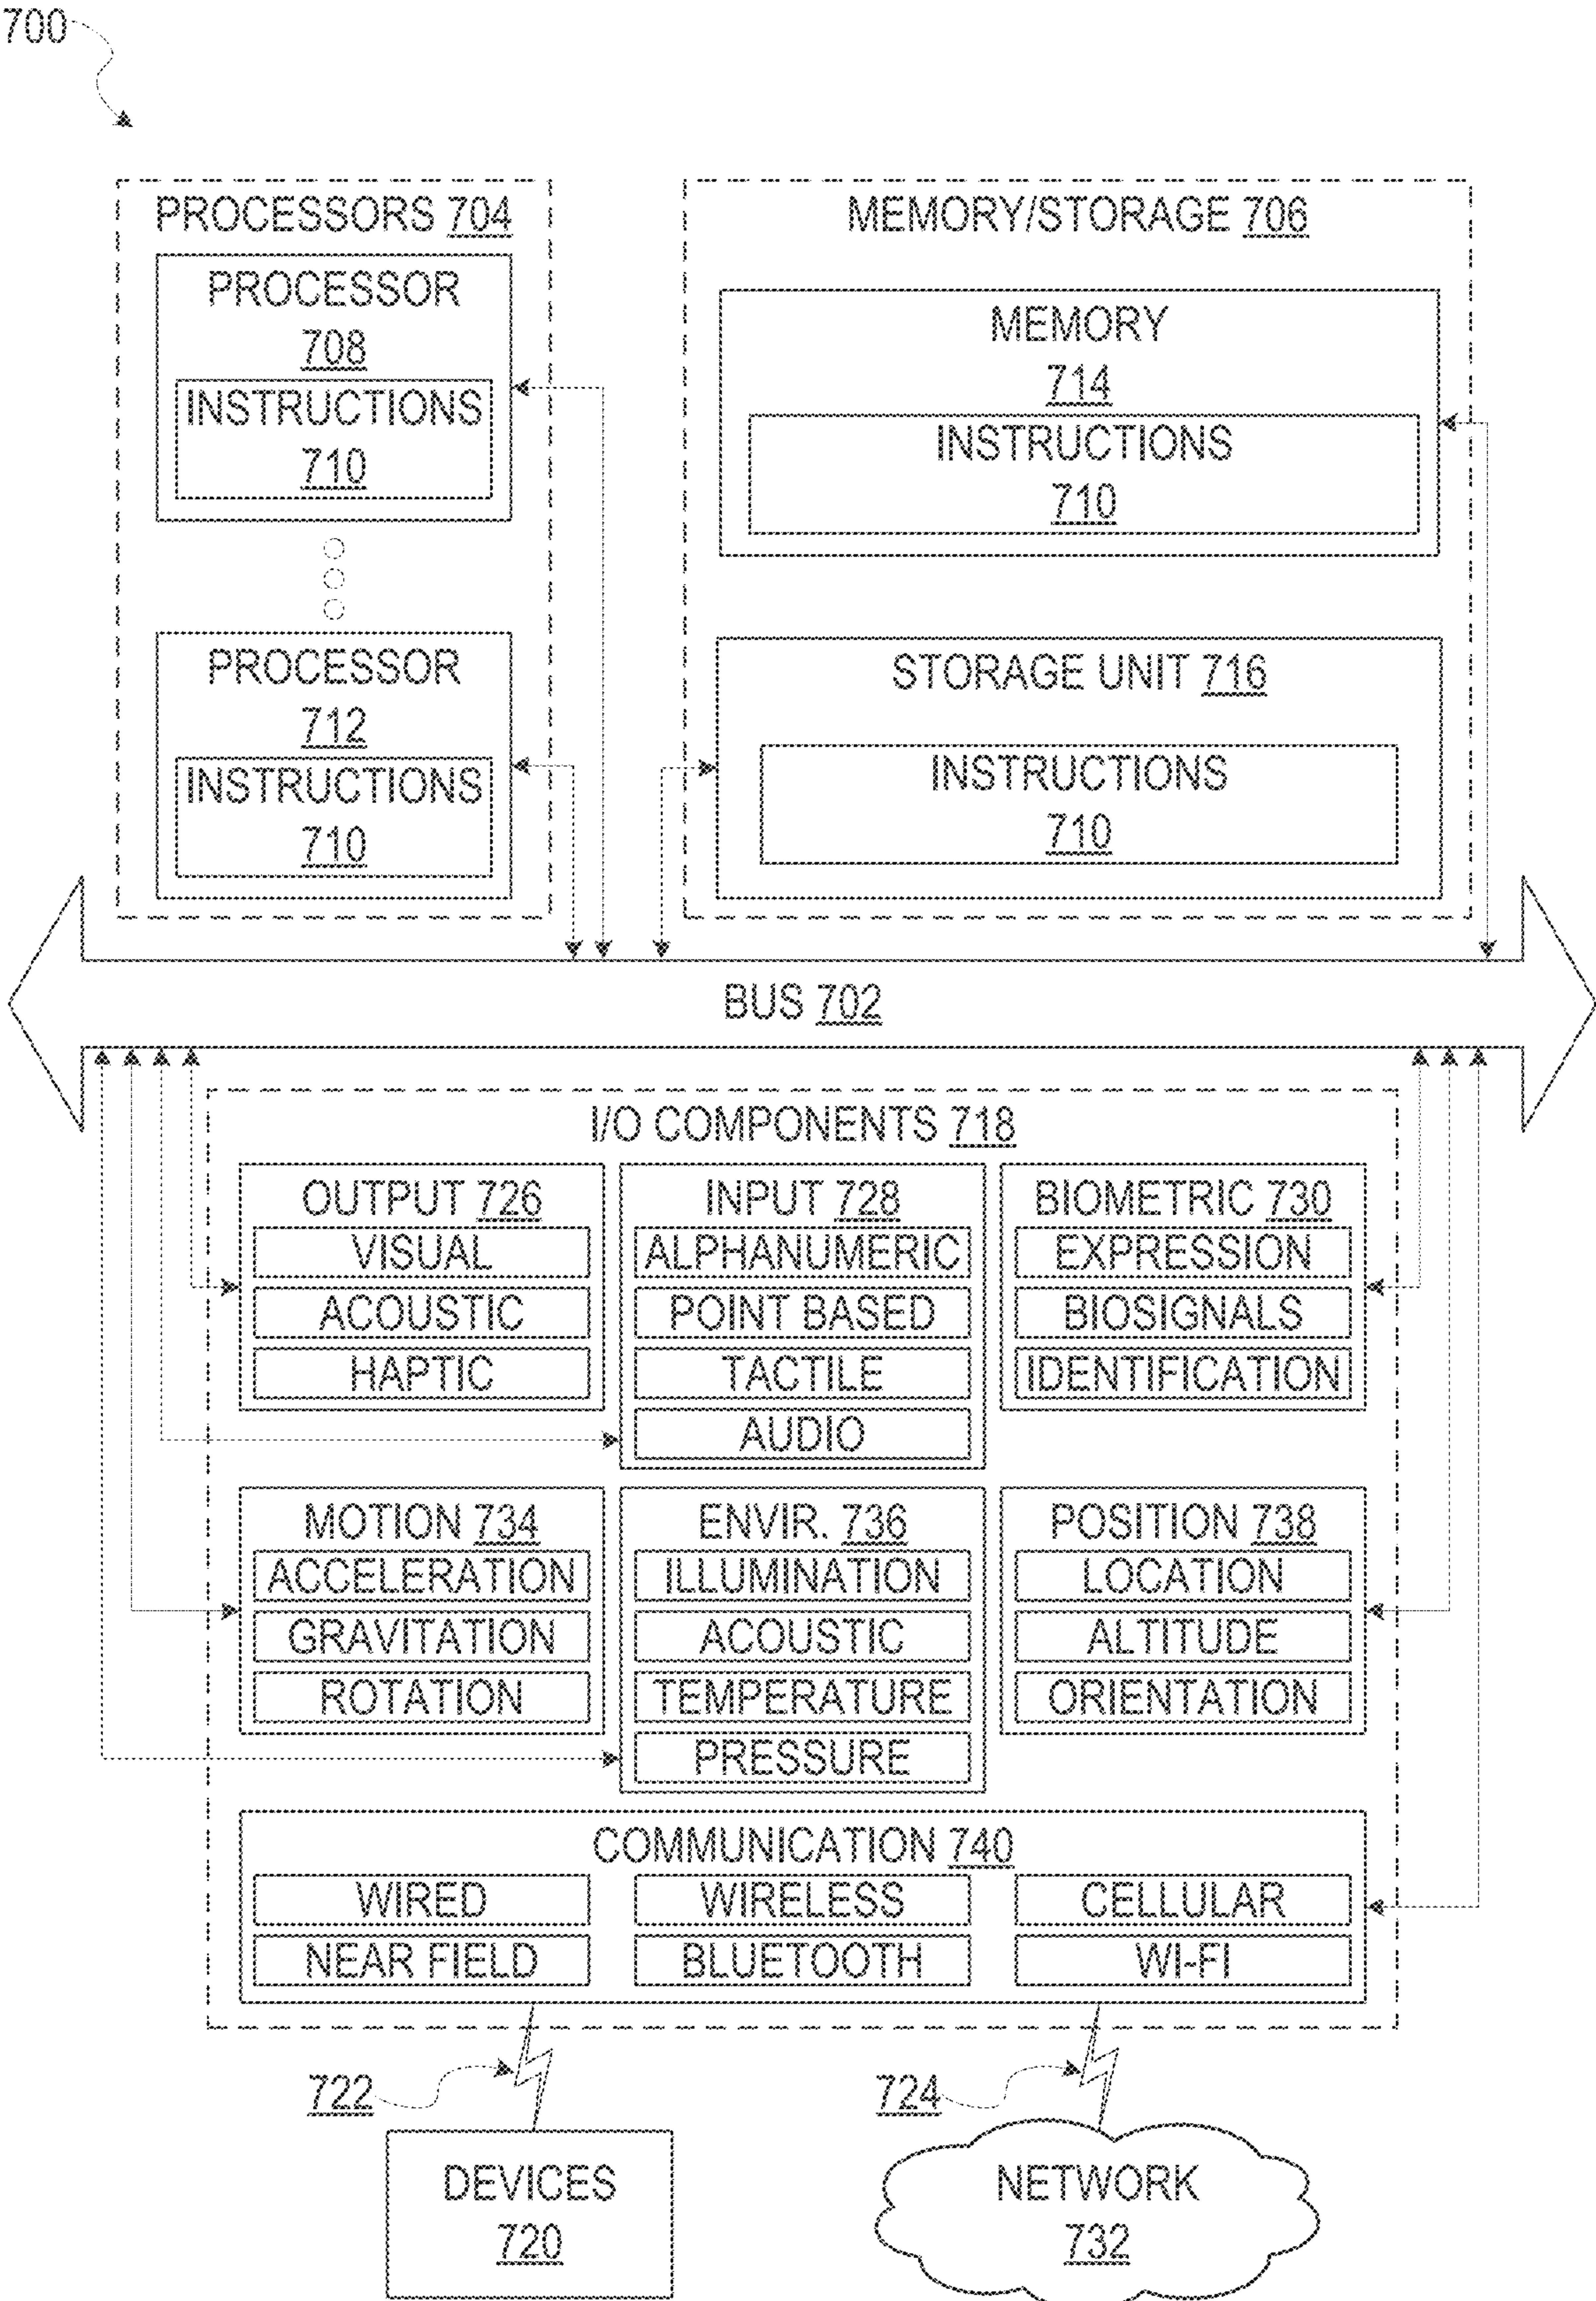 700
PROCESSORS 704
PROCESSOR
708
INSTRUCTIONS
710
PROCESSOR
712
INSTRUCTIONS
710
MEMORY/STORAGE 706
MEMORY
714
INSTRUCTIONS
710
STORAGE UNIT 716
INSTRUCTIONS
710
BUS 702
I/O COMPONENTS 718
OUTPUT 726
VISUAL
ACOUSTIC
HAPTIC
INPUT 728
ALPHANUMERIC
POINT BASED
TACTILE
AUDIO
BIOMETRIC 730
EXPRESSION
BIOSIGNALS
IDENTIFICATION
MOTION 734
ACCELERATION
GRAVITATION
ROTATION
ENVIR. 736
ILLUMINATION
ACOUSTIC
TEMPERATURE
PRESSURE
POSITION 738
LOCATION
ALTITUDE
ORIENTATION
COMMUNICATION 740
WIRED
WIRELESS
CELLULAR
NEAR FIELD
BLUETOOTH
WI-FI
722
724
DEVICES
720
NETWORK
732